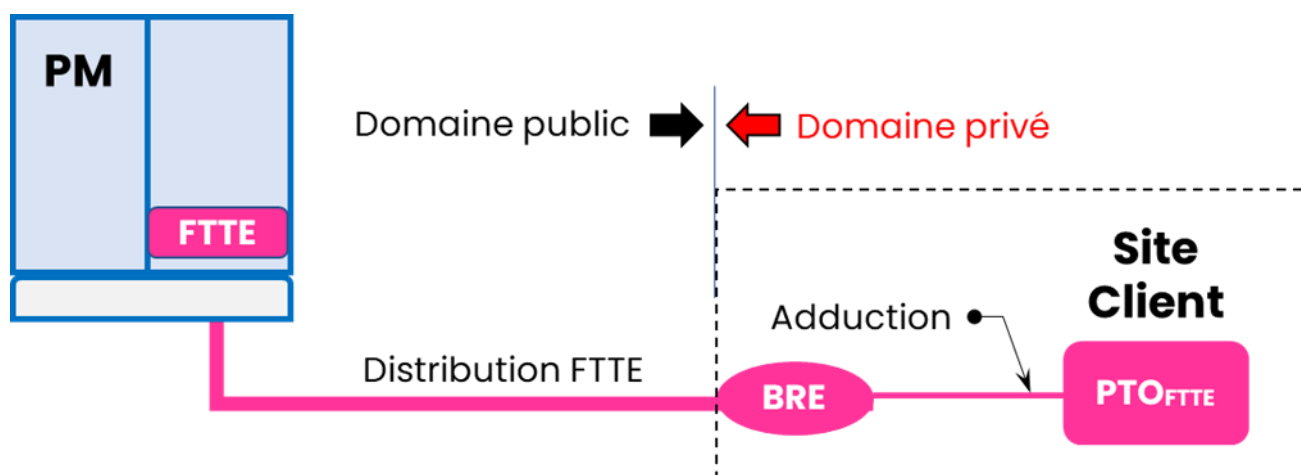 PM
FTTE
Domaine public
Domaine privé
Site
Client
Adduction
Distribution FTTE
BRE
PTOFTTE